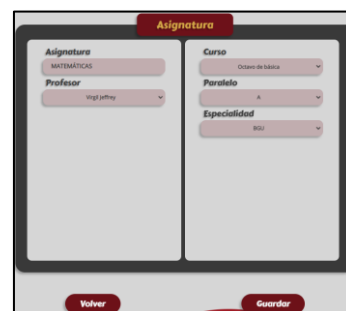 Asignatura
Asignatura
MATEMÁTICAS
Profesor
Virgil Jeffrey
Curso
Octavo de básica
Paralelo
A
Especialidad
BGU
Volver
Guardar